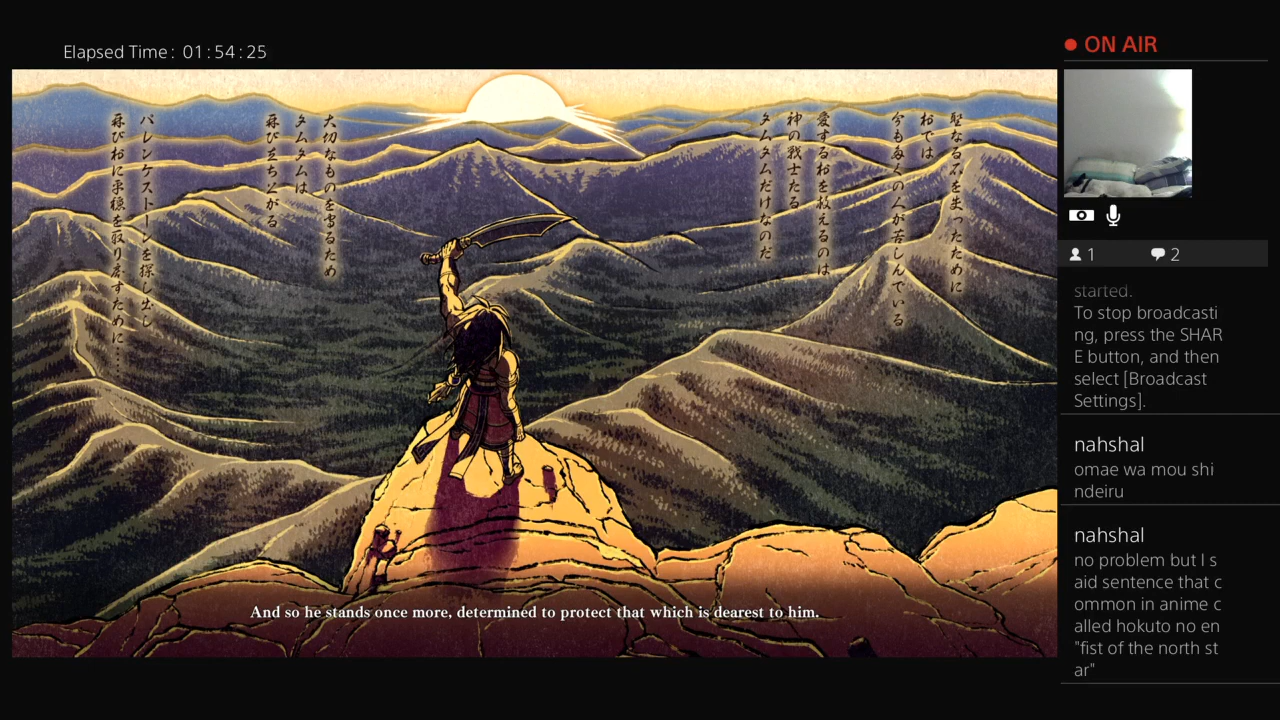 Elapsed Time: 01:54:25
ON AIR
聖なる石を失ったために
村では
今も多くの人が苦しんでいる
愛する村を救えるのは
神の戦士たる
タムタムだけなのだ
大切なものを守るため
タムタムは
再び立ち上がる
パレンケストーンを探し出し
再び村に平穏を取り戻すために…
And so he stands once more, determined to protect that which is dearest to him.
1
2
started.
To stop broadcasti
ng, press the SHAR
E button, and then
select [Broadcast
Settings].
nahshal
omae wa mou shi
ndeiru
nahshal
no problem but I s
aid sentence that c
ommon in anime c
alled hokuto no en
"fist of the north st
ar"